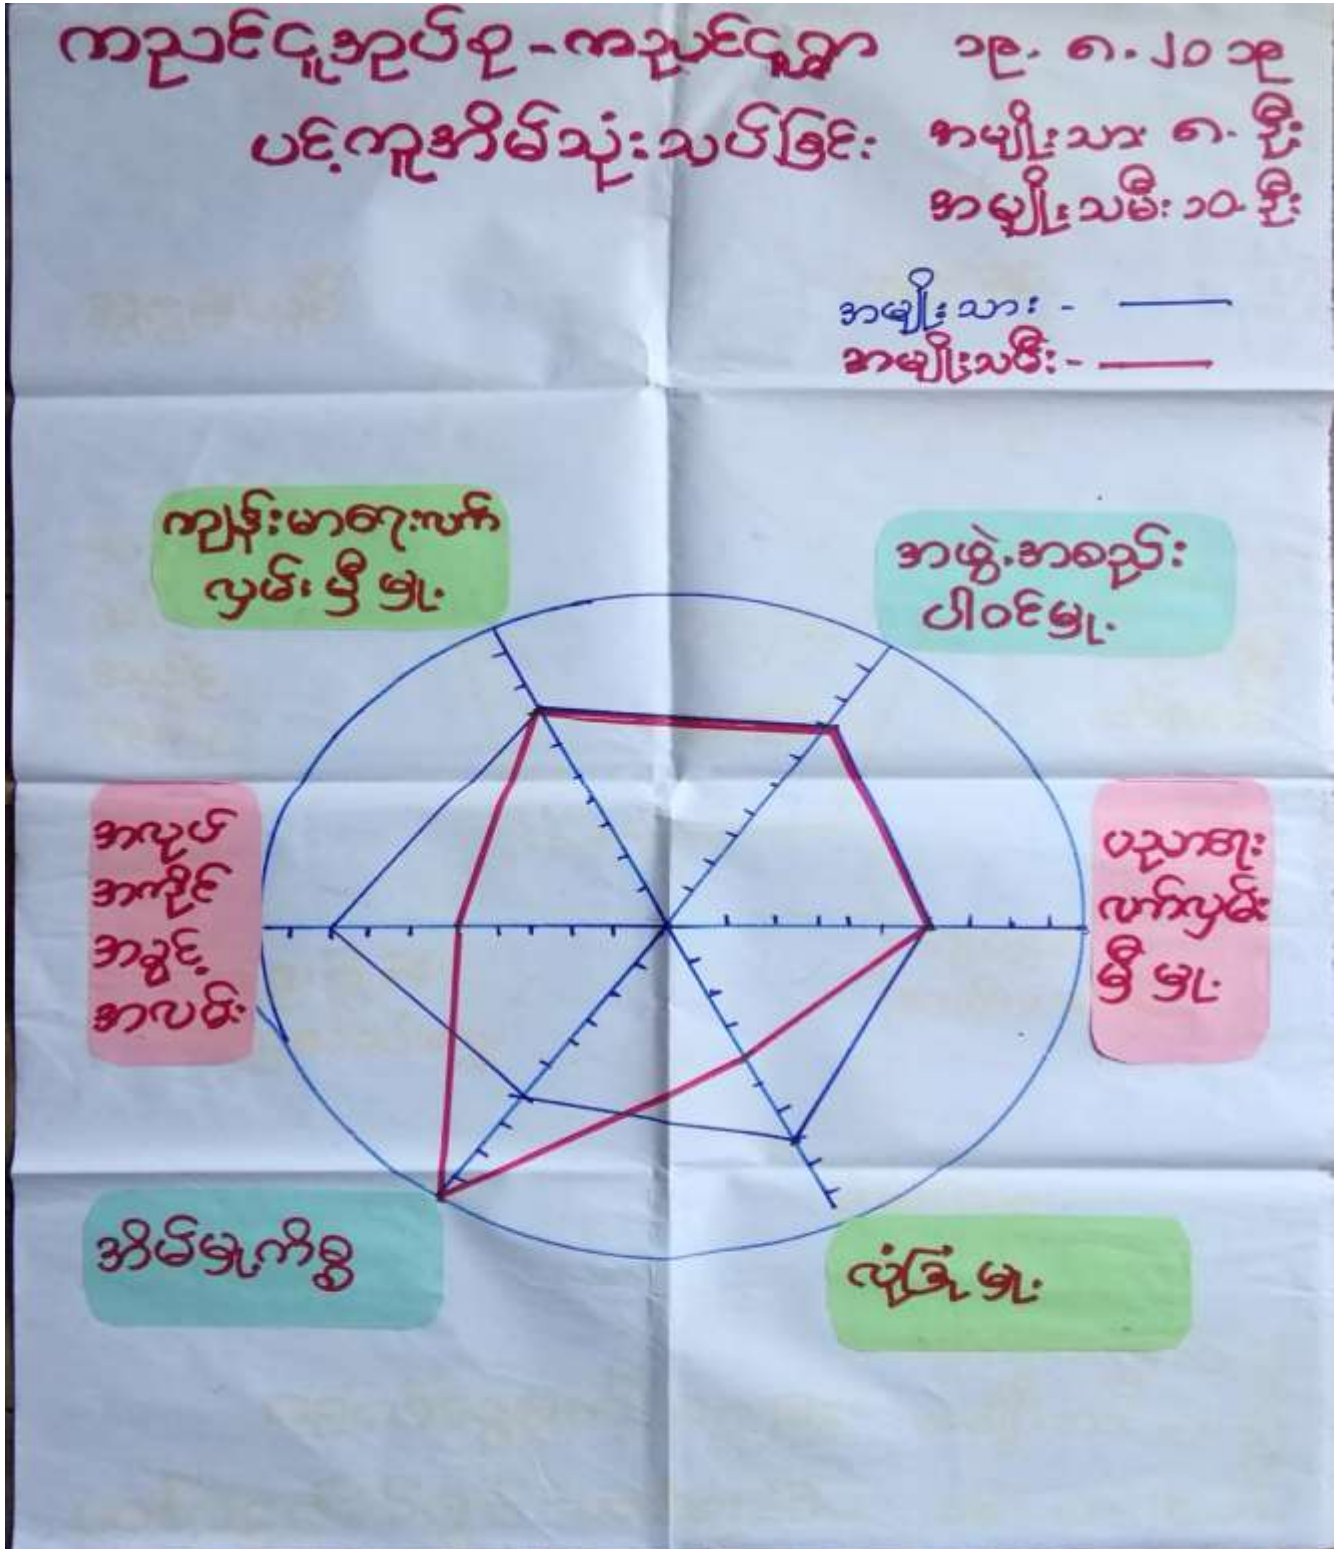 ကညင်ငူအုပ်စု - ကညင်ငူရွာ
၁၉.၈.၂၀၁၉
ပင့်ကူအိမ်သုံးသပ်ခြင်း
အမျိုးသား ၈. ဦး
အမျိုးသမီး ၁၀. ဦး
အမျိုးသား -
အမျိုးသမီး -
ကျန်းမာရေးလက်
လှမ်းမှီမှု.
အဖွဲ.အစည်း
ပါဝင်မှု.
အလုပ်
အကိုင်
အခွင့်
အလမ်း
ပညာရေး
လက်လှမ်း
မှီမှု.
အိမ်မှုကိစ္စ
လုံခြုံမှု.